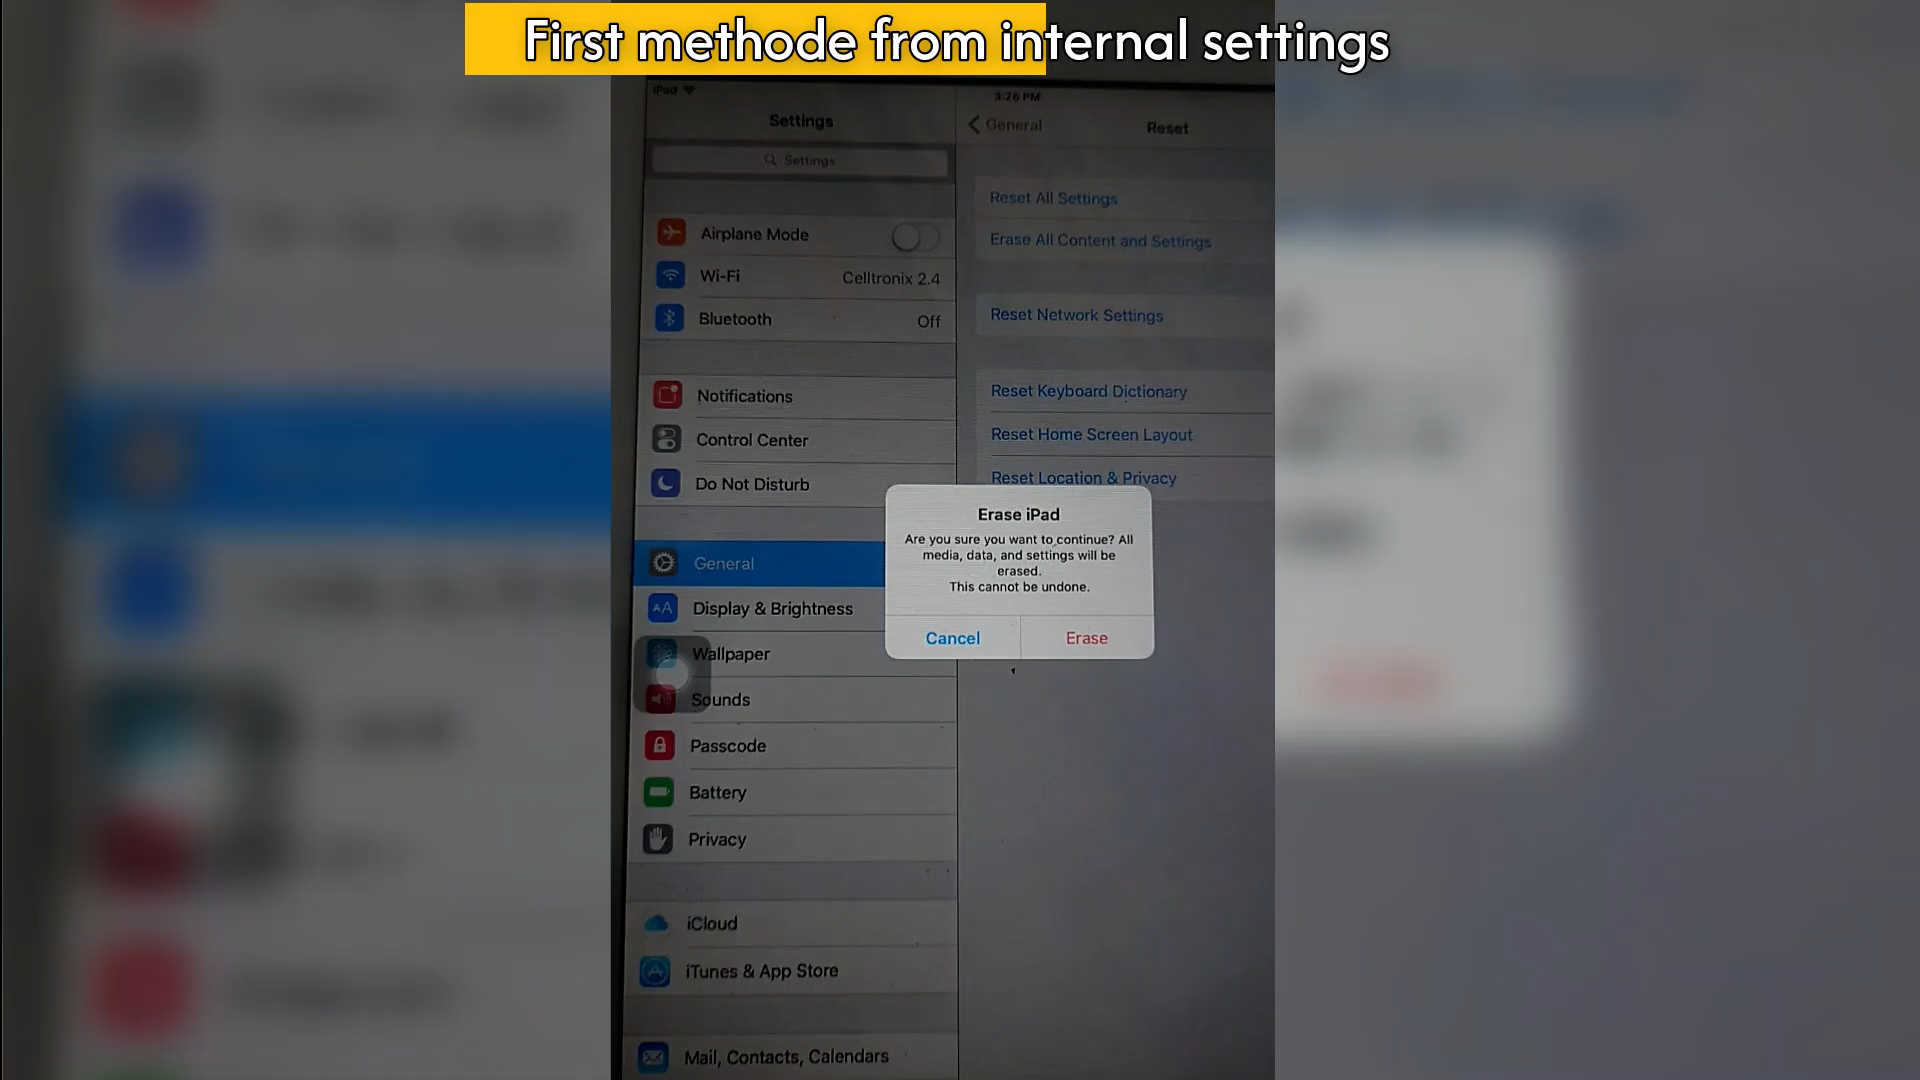 First methode from internal settings
iPad
3:26 PM
Settings
General
Reset
Settings
Reset All Settings
Erase All Content and Settings
Airplane Mode
Wi-Fi
Celltronix 2.4
Bluetooth
Off
Reset Network Settings
Notifications
Reset Keyboard Dictionary
Control Center
Reset Home Screen Layout
Do Not Disturb
Reset Location & Privacy
Erase iPad
Are you sure you want to continue? All
media, data, and settings will be
erased.
This cannot be undone.
Cancel
Erase
General
AA
Display & Brightness
Wallpaper
Sounds
Passcode
Battery
Privacy
iCloud
iTunes & App Store
Mail, Contacts, Calendars